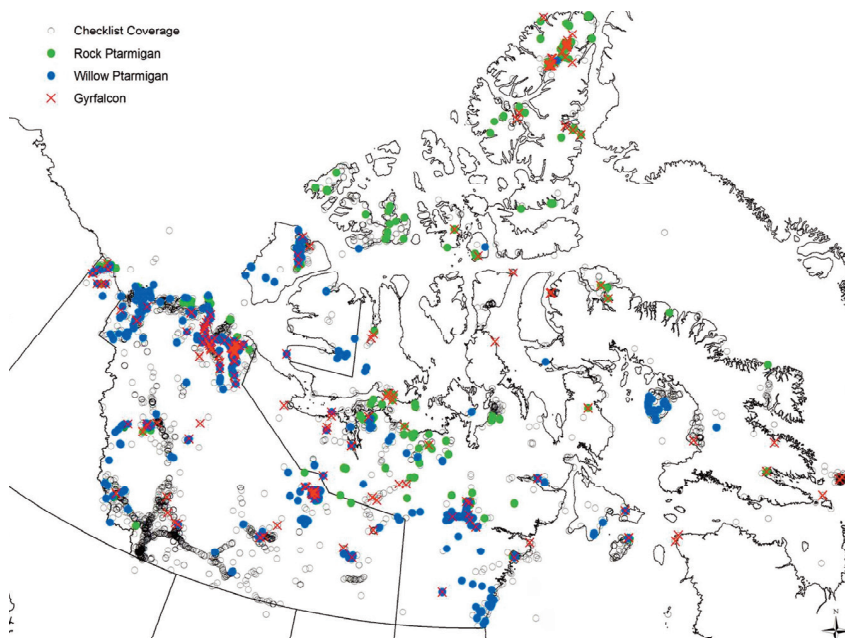 Checklist Coverage
Rock Ptarmigan
Willow Ptarmigan
Gyrfalcon
N